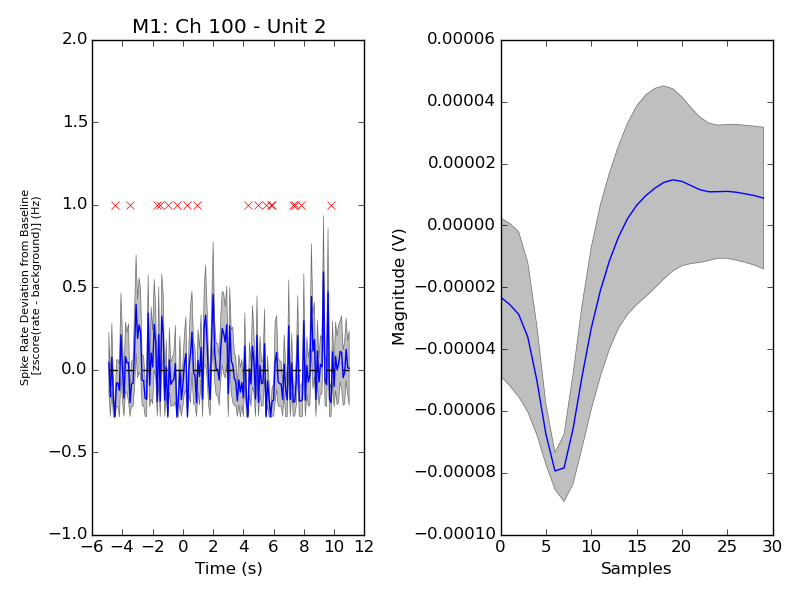 M1: Ch 100 - Unit 2
Spike Rate Deviation from Baseline
[zscore(rate - background)] (Hz)
2.0
1.5
1.0
0.5
0.0
−0.5
−1.0
−6 −4 −2 0 2 4 6 8 10 12
Time (s)
Magnitude (V)
0.00006
0.00004
0.00002
0.00000
−0.00002
−0.00004
−0.00006
−0.00008
−0.00010
0 5 10 15 20 25 30
Samples